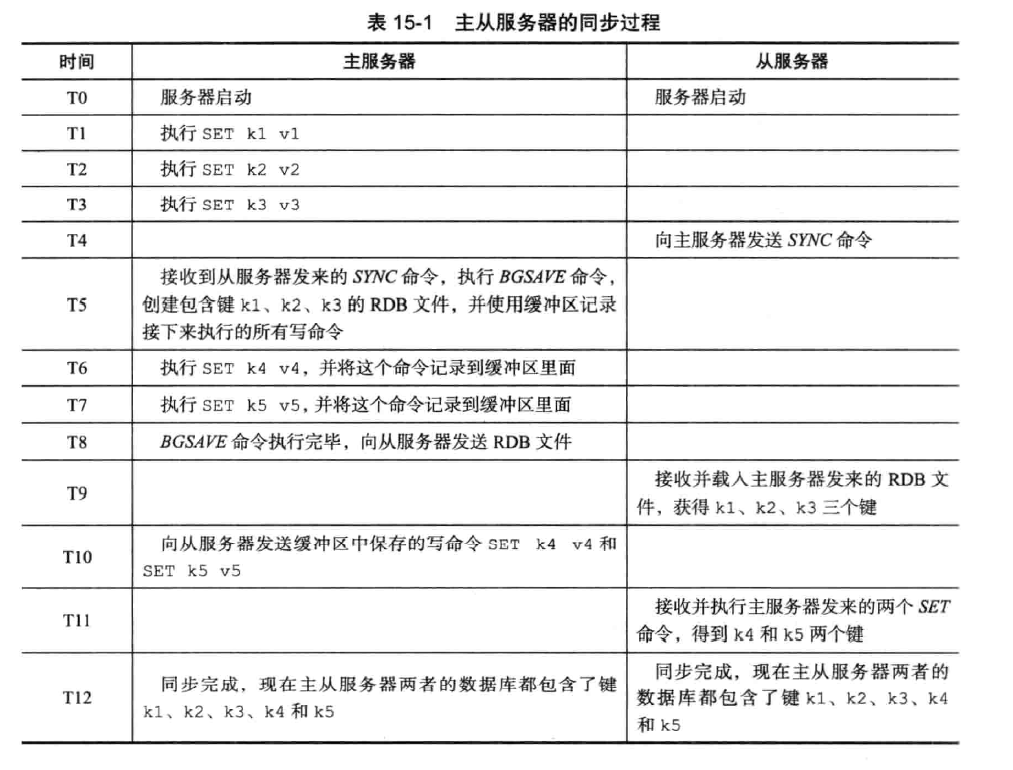 表 15-1 主从服务器的同步过程
时间 主服务器 从服务器
T0 服务器启动 服务器启动
T1 执行 SET k1 v1
T2 执行 SET k2 v2
T3 执行 SET k3 v3
T4 向主服务器发送 SYNC 命令
T5 接收到从服务器发来的 SYNC 命令，执行 BGSAVE 命令，
创建包含键 k1、k2、k3 的 RDB 文件，并使用缓冲区记录
接下来执行的所有写命令
T6 执行 SET k4 v4，并将这个命令记录到缓冲区里面
T7 执行 SET k5 v5，并将这个命令记录到缓冲区里面
T8 BGSAVE 命令执行完毕，向从服务器发送 RDB 文件
T9 接收并载入主服务器发来的 RDB 文
件，获得 k1、k2、k3 三个键
T10 向从服务器发送缓冲区中保存的写命令 SET k4 v4 和
SET k5 v5
T11 接收并执行主服务器发来的两个 SET
命令，得到 k4 和 k5 两个键
T12 同步完成，现在主从服务器两者的数据库都包含了键
k1、k2、k3、k4 和 k5
同步完成，现在主从服务器两者的
数据库都包含了键 k1、k2、k3、k4
和 k5